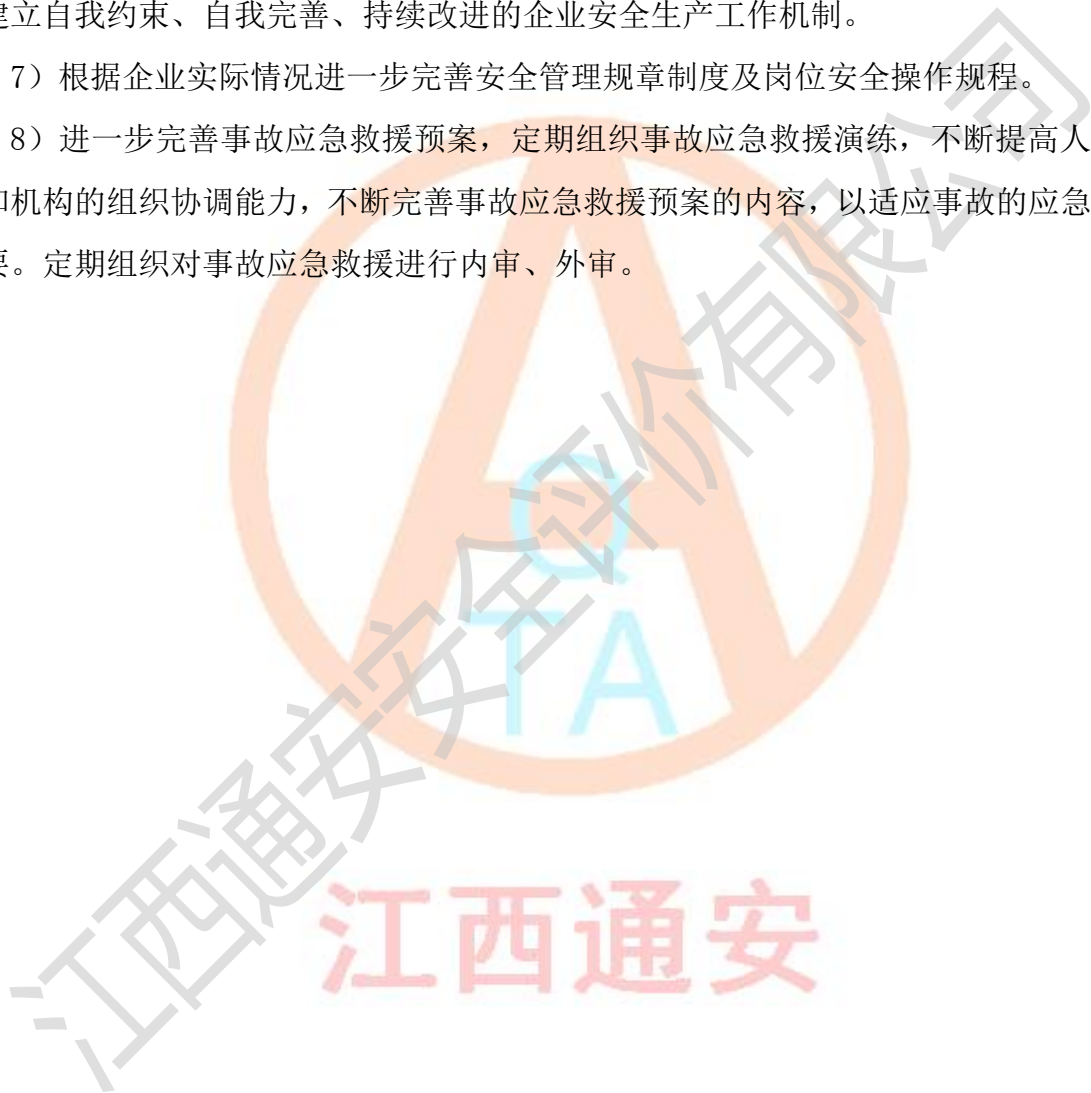 建立自我约束、自我完善、持续改进的企业安全生产工作机制。
7）根据企业实际情况进一步完善安全管理规章制度及岗位安全操作规程。
8）进一步完善事故应急救援预案，定期组织事故应急救援演练，不断提高人
和机构的组织协调能力，不断完善事故应急救援预案的内容，以适应事故的应急
要。定期组织对事故应急救援进行内审、外审。
Q
TA
江西通安
江西通安安全评价有限公司